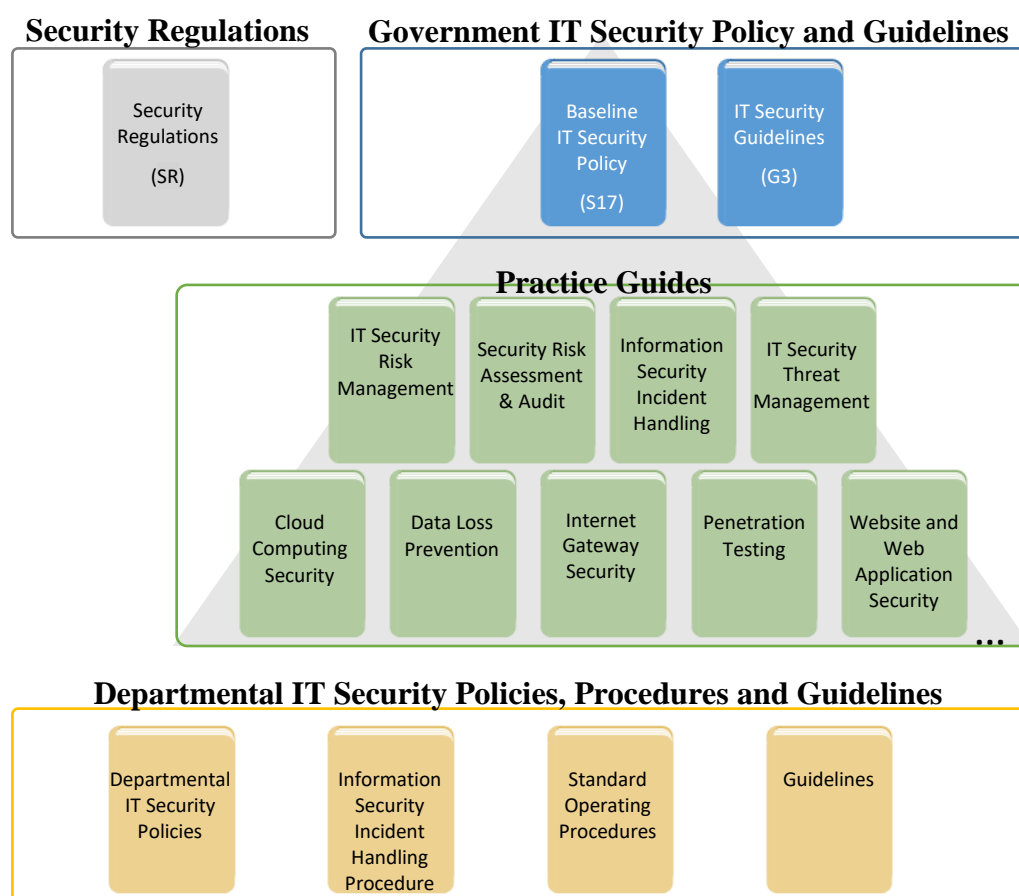 Security Regulations
Government IT Security Policy and Guidelines
Security
Regulations
(SR)
Baseline
IT Security
Policy
(S17)
IT Security
Guidelines
(G3)
Practice Guides
IT Security
Risk
Management
Security Risk
Assessment
& Audit
Information
Security
Incident
Handling
IT Security
Threat
Management
Cloud
Computing
Security
Data Loss
Prevention
Internet
Gateway
Security
Penetration
Testing
Website and
Web
Application
Security
...
Departmental IT Security Policies, Procedures and Guidelines
Departmental
IT Security
Policies
Information
Security
Incident
Handling
Procedure
Standard
Operating
Procedures
Guidelines